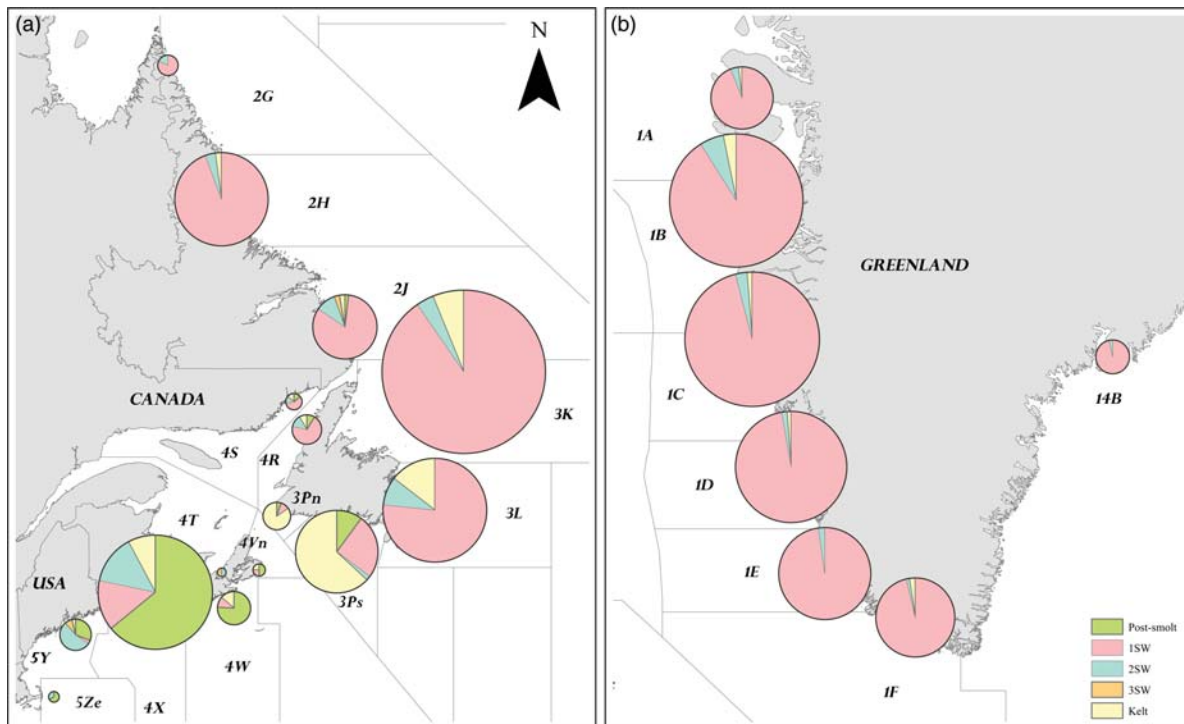 (a)
N
2G
2H
2J
CANADA
3K
4S
4R
3Pn
3L
4T
4Vn
USA
3Ps
5Y
4W
5Ze
4X
(b)
1A
1B
GREENLAND
1C
14B
1D
1E
1F
Post-smolt
1SW
2SW
3SW
Kelt